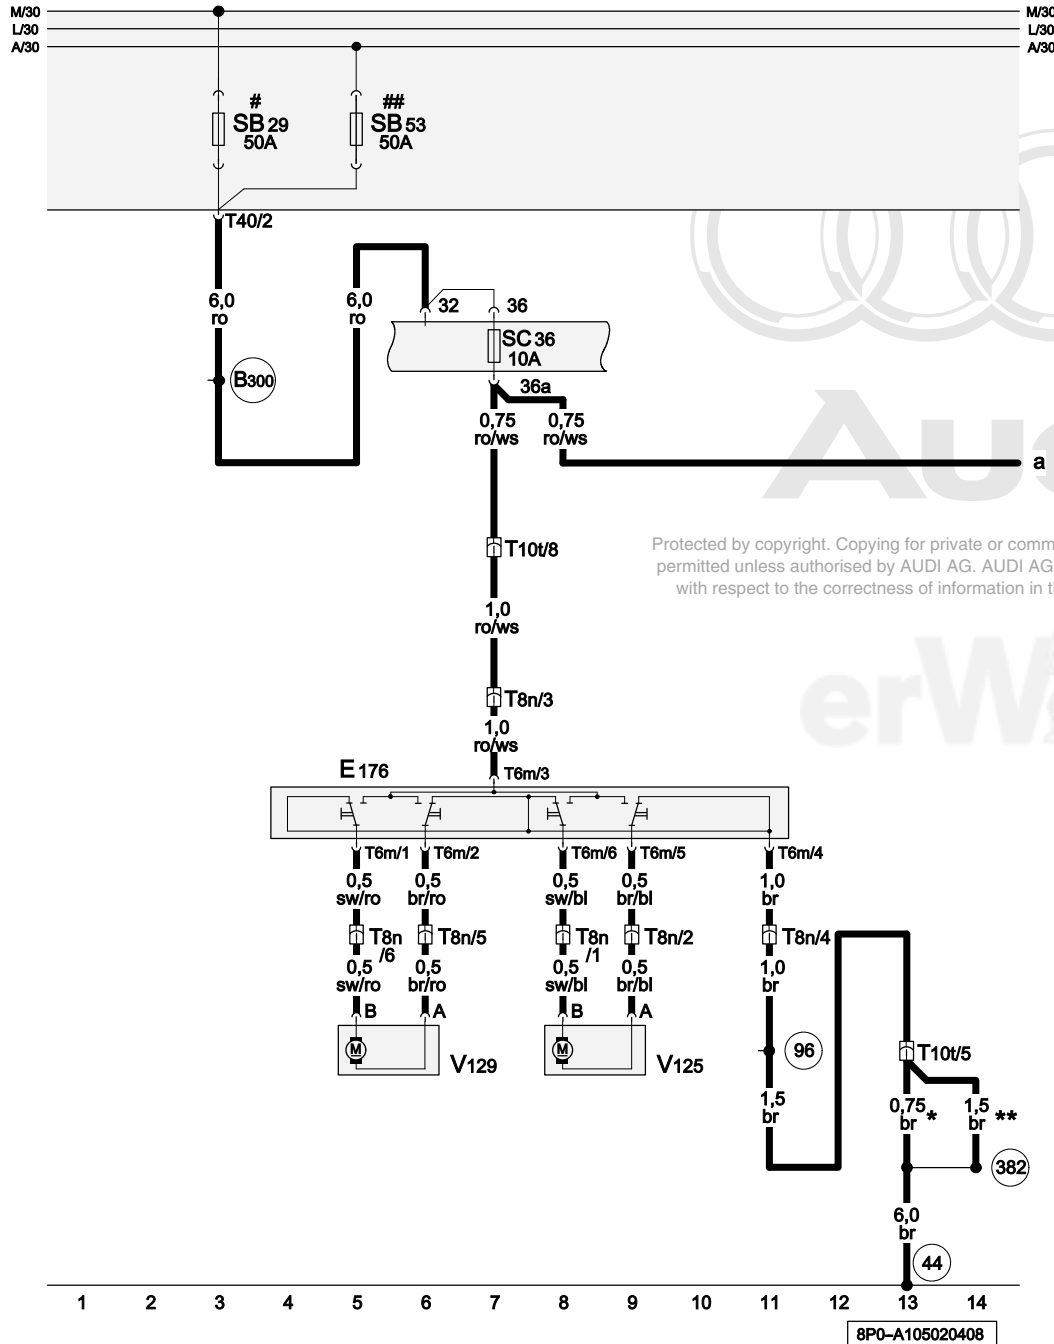 M/30 M/30
L/30 L/30
A/30 A/30
# ##
SB 29 SB 53
50A 50A
T40/2
6,0 6,0 32 36
ro ro
SC 36
10A
B300
36a
0,75 0,75
ro/ws ro/ws
a
Audi
T10t/8
Protected by copyright. Copying for private or comm
permitted unless authorised by AUDI AG. AUDI AG
with respect to the correctness of information in th
1,0
ro/ws
erW
T8n/3
1,0
ro/ws
E 176 T6m/3
T6m/1 T6m/2 T6m/6 T6m/5 T6m/4
0,5 0,5 0,5 0,5 1,0
sw/ro br/ro sw/bl br/bl br
T8n T8n/5 T8n T8n/2 T8n/4
/6 /1
0,5 0,5 0,5 0,5 1,0
sw/ro br/ro sw/bl br/bl br
B A B A
M V129 M V125 96 T10t/5
1,5 0,75 * 1,5 **
br br br
382
6,0
br
44
1 2 3 4 5 6 7 8 9 10 11 12 13 14
8P0-A105020408